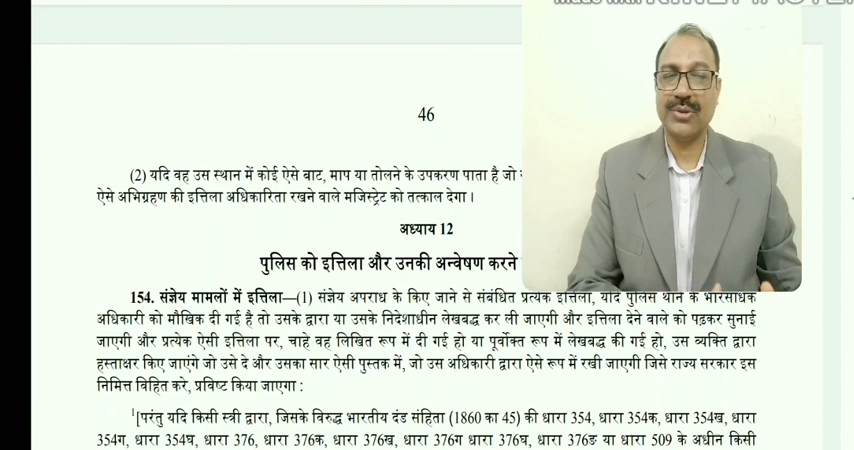 46
(2) यदि वह उस स्थान में कोई ऐसे बाट, माप या तोलने के उपकरण पाता है जो
ऐसे अभिग्रहण की इत्तिला अधिकारिता रखने वाले मजिस्ट्रेट को तत्काल देगा ।
अध्याय 12
पुलिस को इत्तिला और उनकी अन्वेषण करने
154. संज्ञेय मामलों में इत्तिला—(1) संज्ञेय अपराध के किए जाने से संबंधित प्रत्येक इत्तिला, यदि पुलिस थाने के भारसाधक
अधिकारी को मौखिक दी गई है तो उसके द्वारा या उसके निदेशाधीन लेखबद्ध कर ली जाएगी और इत्तिला देने वाले को पढ़कर सुनाई
जाएगी और प्रत्येक ऐसी इत्तिला पर, चाहे वह लिखित रूप में दी गई हो या पूर्वोक्त रूप में लेखबद्ध की गई हो, उस व्यक्ति द्वारा
हस्ताक्षर किए जाएंगे जो उसे दे और उसका सार ऐसी पुस्तक में, जो उस अधिकारी द्वारा ऐसे रूप में रखी जाएगी जिसे राज्य सरकार इस
निमित्त विहित करे, प्रविष्ट किया जाएगा :
1[परंतु यदि किसी स्त्री द्वारा, जिसके विरुद्ध भारतीय दंड संहिता (1860 का 45) की धारा 354, धारा 354क, धारा 354ख, धारा
354ग, धारा 354घ, धारा 376, धारा 376क, धारा 376ख, धारा 376ग धारा 376घ, धारा 376ङ या धारा 509 के अधीन किसी